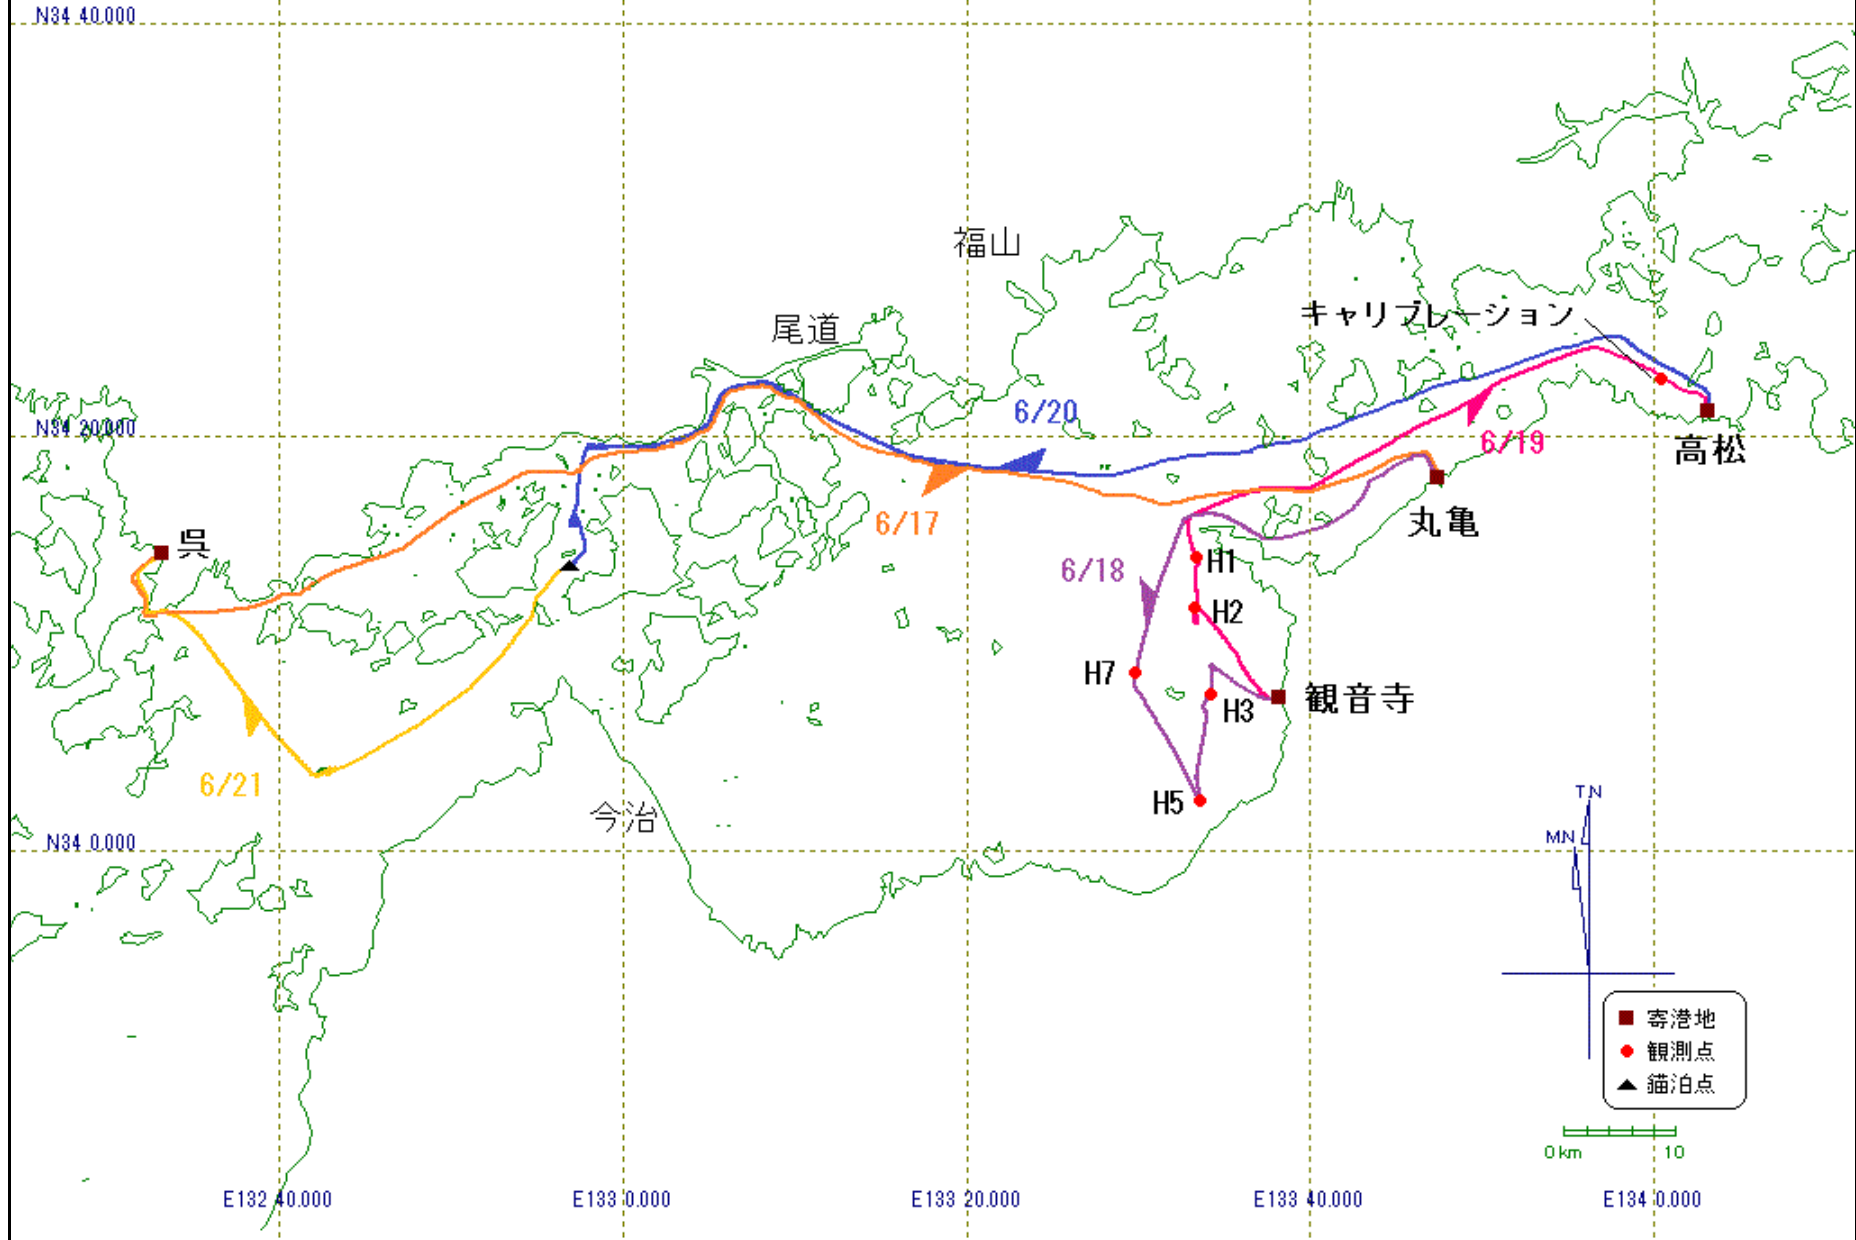 N34 40.000
福山
キャリブレーション
尾道
6/20
N34 20.000
6/19
高松
6/17
丸亀
呉
H1
6/18
H2
H7
観音寺
H3
6/21
H5
今治
TN
MN
N34 0.000
寄港地
観測点
錨泊点
0km 10
E132 40.000
E133 0.000
E133 20.000
E133 40.000
E134 0.000